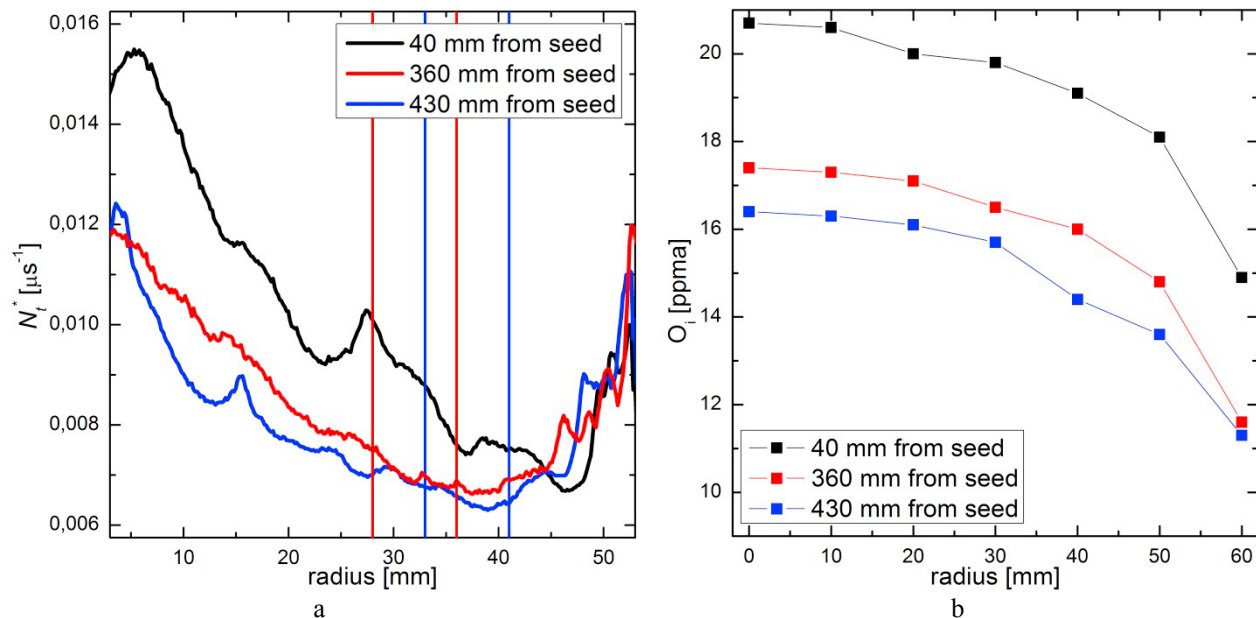 0,016
0,014
0,012
0,010
0,008
0,006
N*t [µs-1]
40 mm from seed
360 mm from seed
430 mm from seed
10 20 30 40 50
radius [mm]
a
20
18
16
14
12
10
Oi [ppma]
40 mm from seed
360 mm from seed
430 mm from seed
0 10 20 30 40 50 60
radius [mm]
b